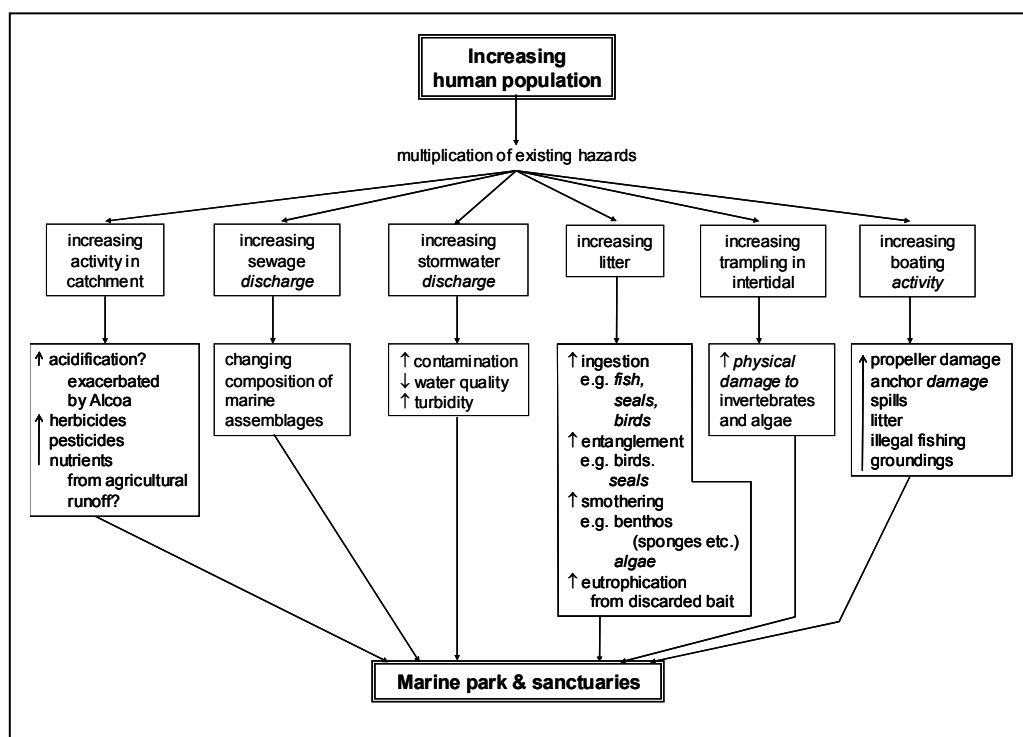 Increasing
human population
multiplication of existing hazards
increasing
activity in
catchment
increasing
sewage
discharge
increasing
stormwater
discharge
increasing
litter
increasing
trampling in
intertidal
increasing
boating
activity
↑ acidification?
exacerbated
by Alcoa
↑ herbicides
pesticides
nutrients
from agricultural
runoff?
changing
composition of
marine
assemblages
↑ contamination
↓ water quality
↑ turbidity
↑ ingestion
e.g. fish,
seals,
birds
↑ entanglement
e.g. birds.
seals
↑ smothering
e.g. benthos
(sponges etc.)
algae
↑ eutrophication
from discarded bait
↑ physical
damage to
invertebrates
and algae
↑ propeller damage
anchor damage
spills
litter
illegal fishing
groundings
Marine park & sanctuaries